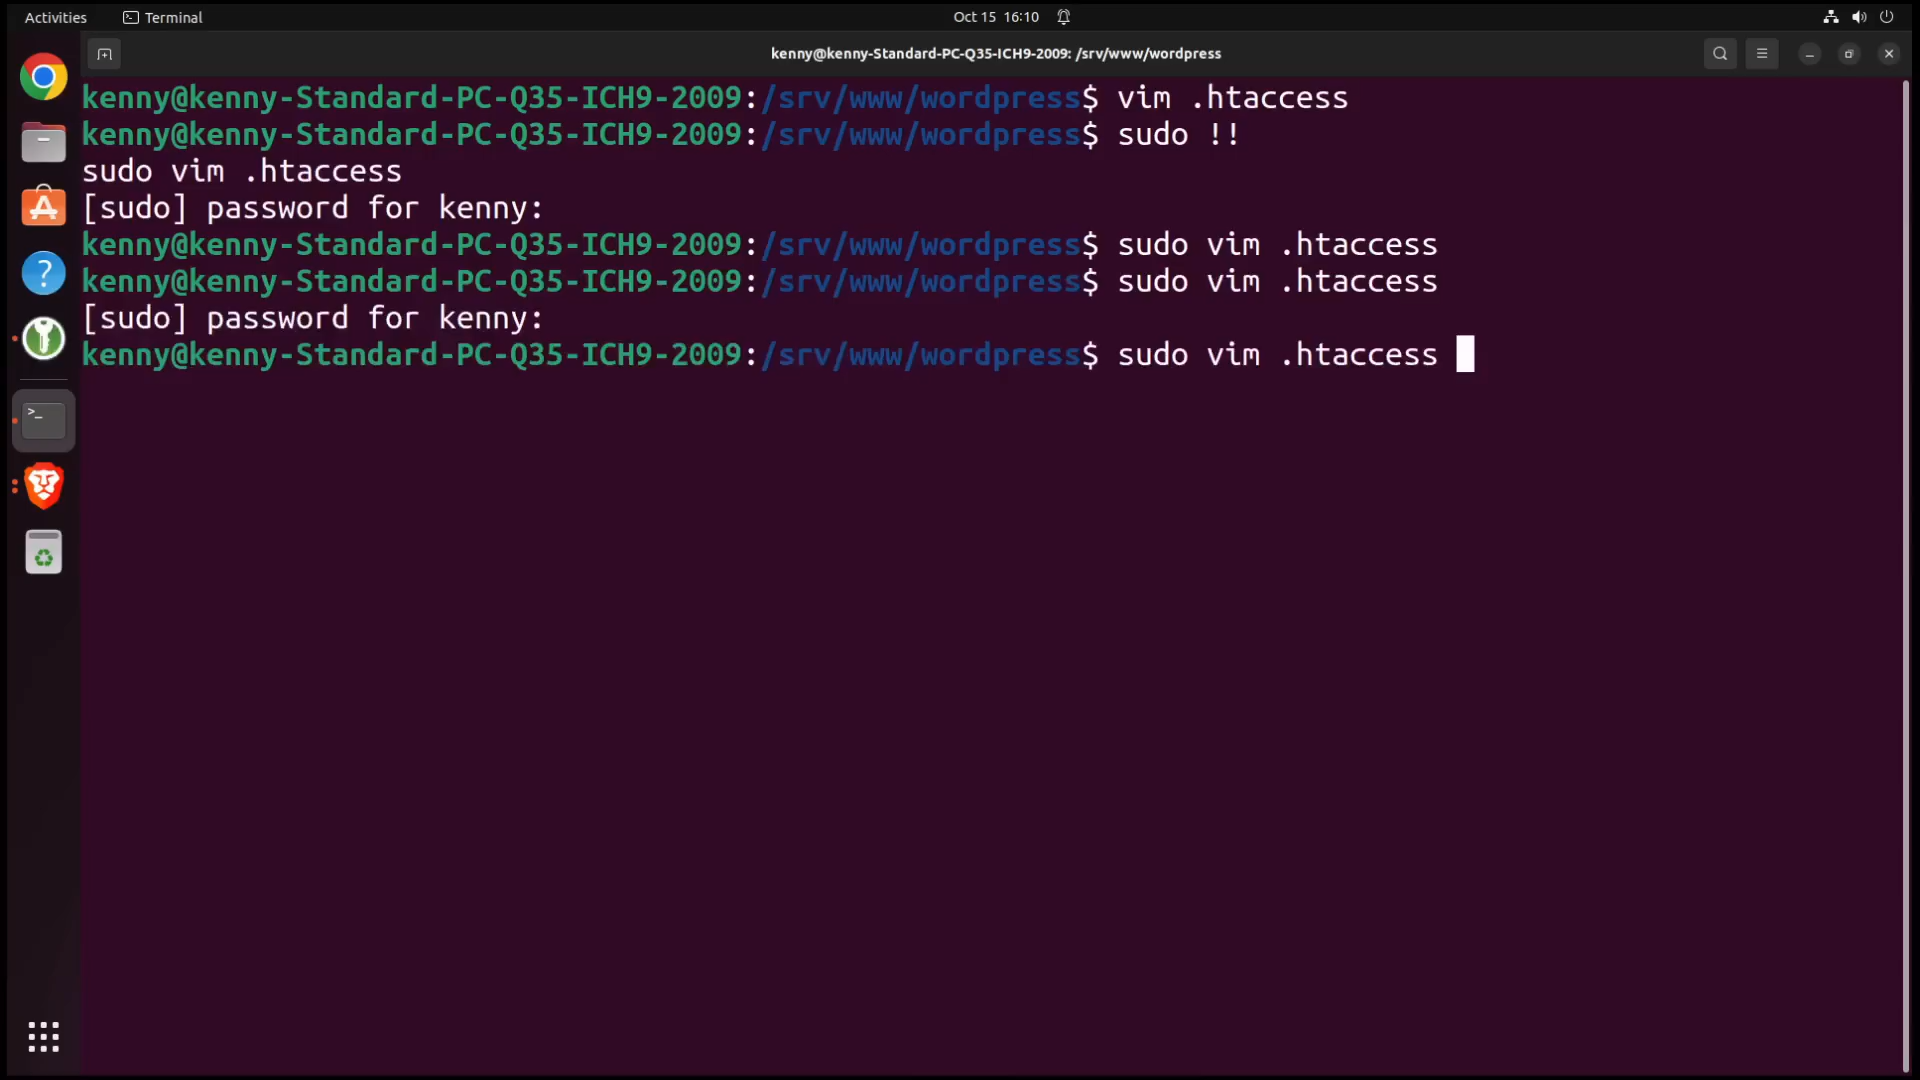 Activities Terminal Oct 15 16:10
kenny@kenny-Standard-PC-Q35-ICH9-2009: /srv/www/wordpress
kenny@kenny-Standard-PC-Q35-ICH9-2009:/srv/www/wordpress$ vim .htaccess
kenny@kenny-Standard-PC-Q35-ICH9-2009:/srv/www/wordpress$ sudo !!
sudo vim .htaccess
[sudo] password for kenny:
kenny@kenny-Standard-PC-Q35-ICH9-2009:/srv/www/wordpress$ sudo vim .htaccess
kenny@kenny-Standard-PC-Q35-ICH9-2009:/srv/www/wordpress$ sudo vim .htaccess
[sudo] password for kenny:
kenny@kenny-Standard-PC-Q35-ICH9-2009:/srv/www/wordpress$ sudo vim .htaccess